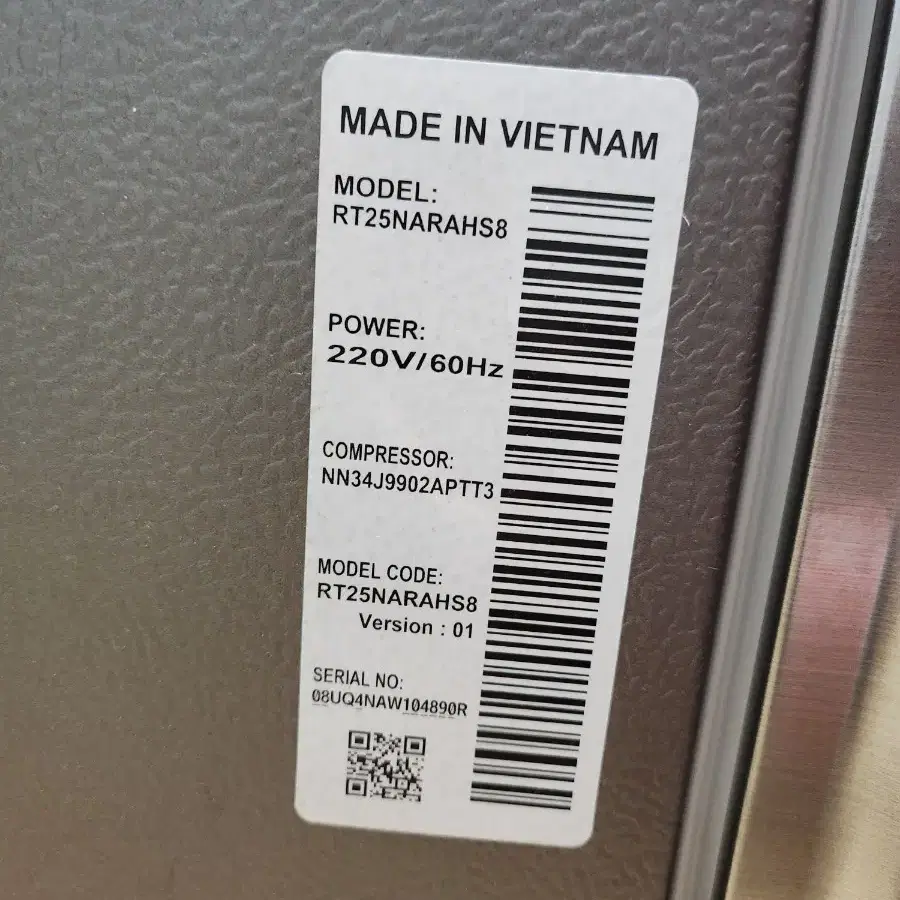 MADE IN VIETNAM
MODEL:
RT25NARAHS8
POWER:
220V/60Hz
COMPRESSOR:
NN34J9902APTT3
MODEL CODE:
RT25NARAHS8
Version : 01
SERIAL NO:
08UQ4NAW104890R